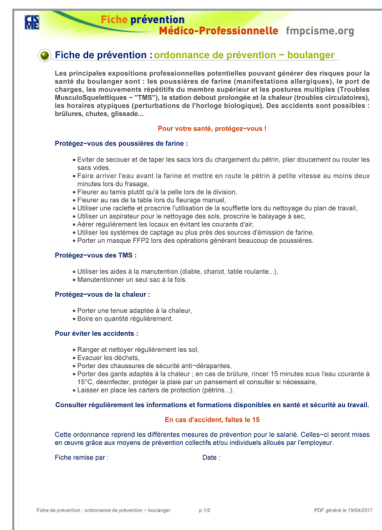 CIS
ME
Fiche prévention
Médico-Professionnelle fmpcisme.org
Fiche de prévention : ordonnance de prévention − boulanger
Les principales expositions professionnelles potentielles pouvant générer des risques pour la
santé du boulanger sont : les poussières de farine (manifestations allergiques), le port de
charges, les mouvements répétitifs du membre supérieur et les postures multiples (Troubles
MusculoSquelettiques − "TMS"), la station debout prolongée et la chaleur (troubles circulatoires),
les horaires atypiques (perturbations de l'horloge biologique). Des accidents sont possibles :
brûlures, chutes, glissade...
Pour votre santé, protégez−vous !
Protégez−vous des poussières de farine :
• Eviter de secouer et de taper les sacs lors du chargement du pétrin, plier doucement ou rouler les
sacs vides,
• Faire arriver l'eau avant la farine et mettre en route le pétrin à petite vitesse au moins deux
minutes lors du frasage,
• Fleurer au tamis plutôt qu'à la pelle lors de la division,
• Fleurer au ras de la table lors du fleurage manuel,
• Utiliser une raclette et proscrire l'utilisation de la soufflette lors du nettoyage du plan de travail,
• Utiliser un aspirateur pour le nettoyage des sols, proscrire le balayage à sec,
• Aérer régulièrement les locaux en évitant les courants d'air,
• Utiliser les systèmes de captage au plus près des sources d'émission de farine,
• Porter un masque FFP2 lors des opérations générant beaucoup de poussières.
Protégez−vous des TMS :
• Utiliser les aides à la manutention (diable, chariot, table roulante...),
• Manutentionner un seul sac à la fois.
Protégez−vous de la chaleur :
• Porter une tenue adaptée à la chaleur,
• Boire en quantité régulièrement.
Pour éviter les accidents :
• Ranger et nettoyer régulièrement les sol,
• Evacuer les déchets,
• Porter des chaussures de sécurité anti−dérapantes,
• Porter des gants adaptés à la chaleur ; en cas de brûlure, rincer 15 minutes sous l'eau courante à
15°C, désinfecter, protéger la plaie par un pansement et consulter si nécessaire,
• Laisser en place les carters de protection (pétrins...).
Consulter régulièrement les informations et formations disponibles en santé et sécurité au travail.
En cas d'accident, faites le 15
Cette ordonnance reprend les différentes mesures de prévention pour le salarié. Celles−ci seront mises
en œuvre grâce aux moyens de prévention collectifs et/ou individuels alloués par l'employeur.
Fiche remise par : Date :
Fiche de prévention : ordonnance de prévention − boulanger p 1/2 PDF généré le 19/04/2017